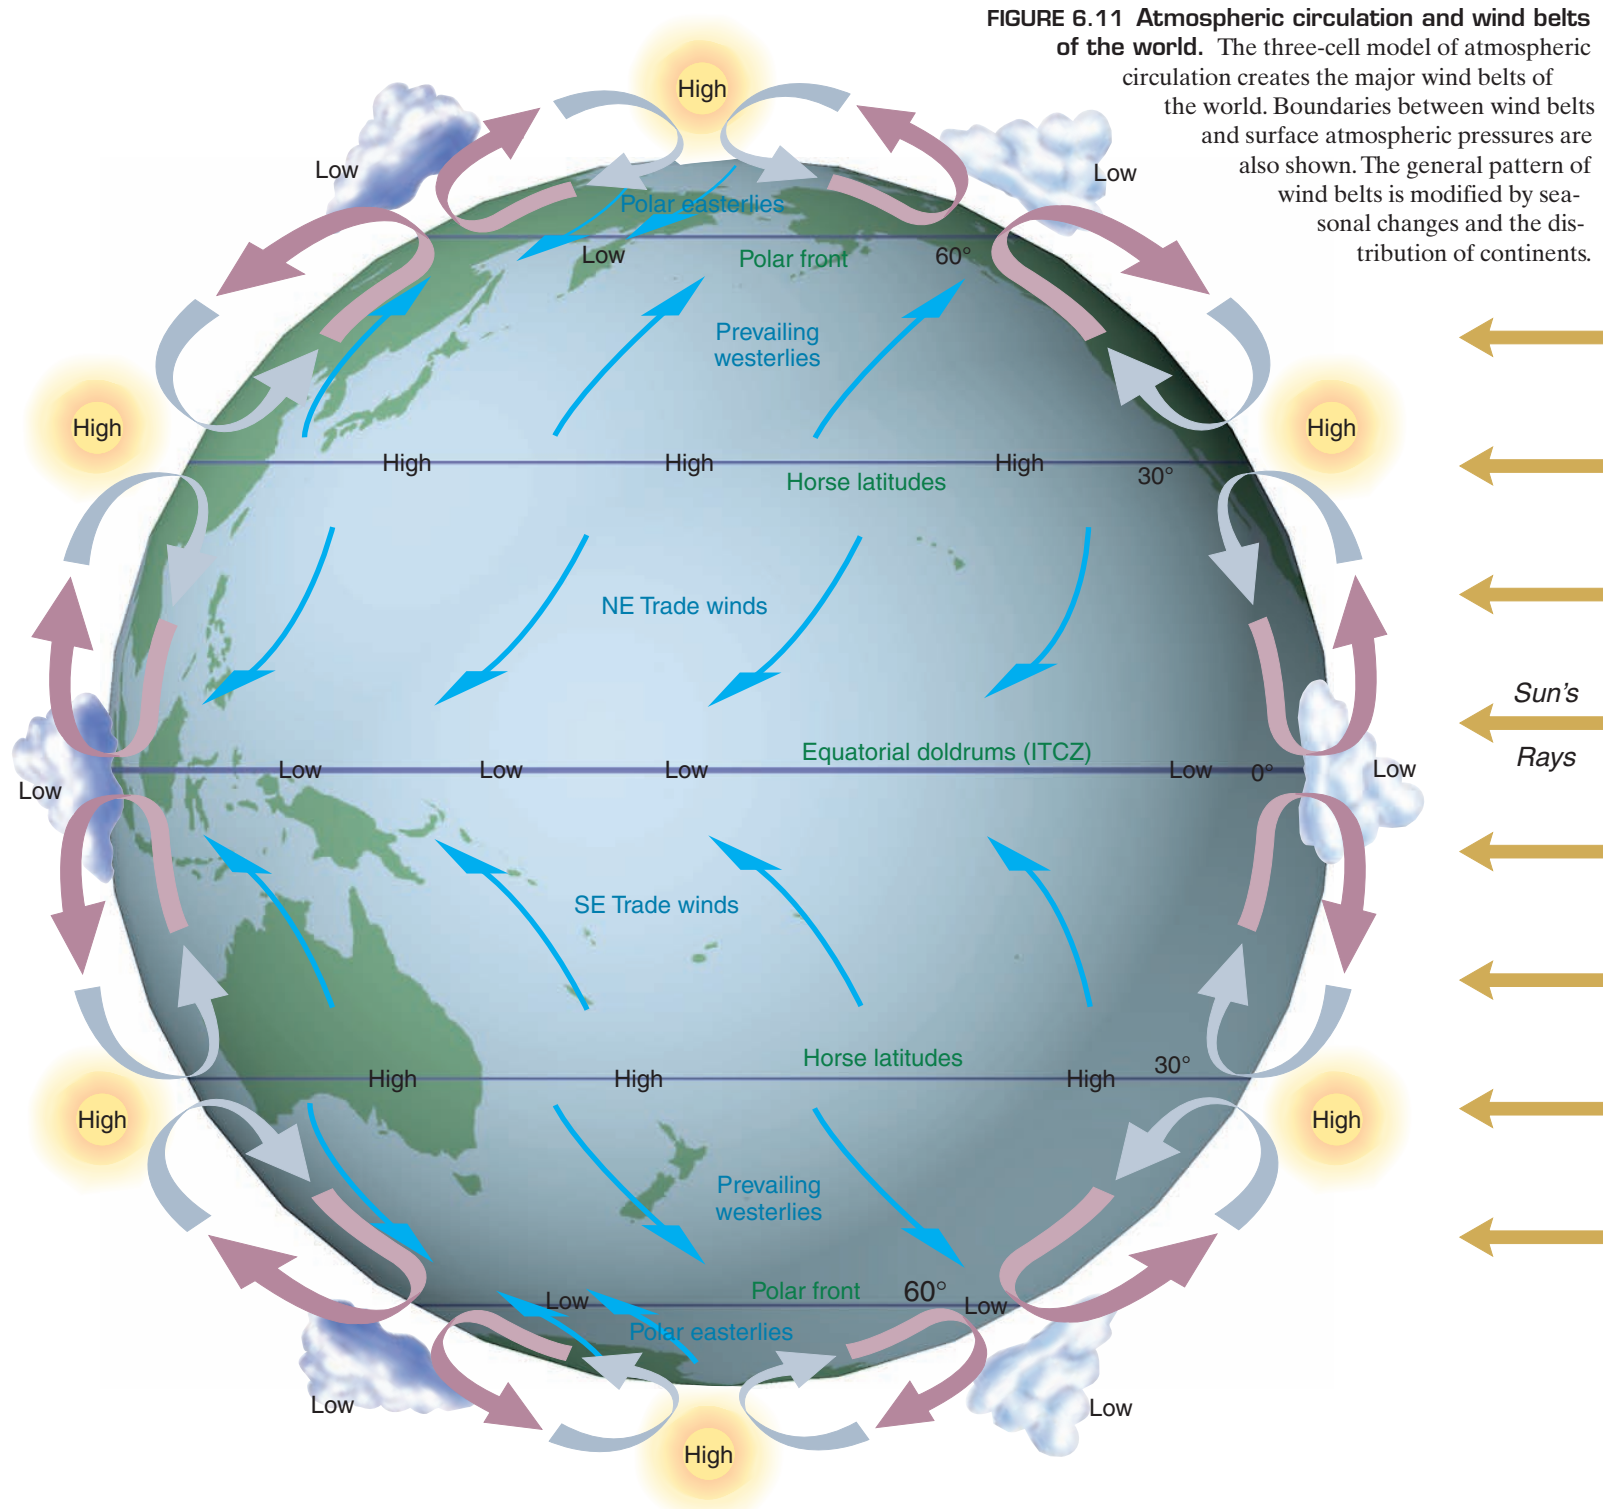 FIGURE 6.11 Atmospheric circulation and wind belts
of the world. The three-cell model of atmospheric
circulation creates the major wind belts of
the world. Boundaries between wind belts
and surface atmospheric pressures are
also shown. The general pattern of
wind belts is modified by sea-
sonal changes and the dis-
tribution of continents.
High
Low
Low
Polar easterlies
Low
Polar front
60°
Prevailing
westerlies
High
High
High
High
High
30°
Horse latitudes
NE Trade winds
Sun's
Rays
Equatorial doldrums (ITCZ)
Low
Low
Low
Low
Low
0°
Low
SE Trade winds
Horse latitudes
30°
High
High
High
High
High
Prevailing
westerlies
Polar front
60°
Low
Low
Polar easterlies
Low
Low
High